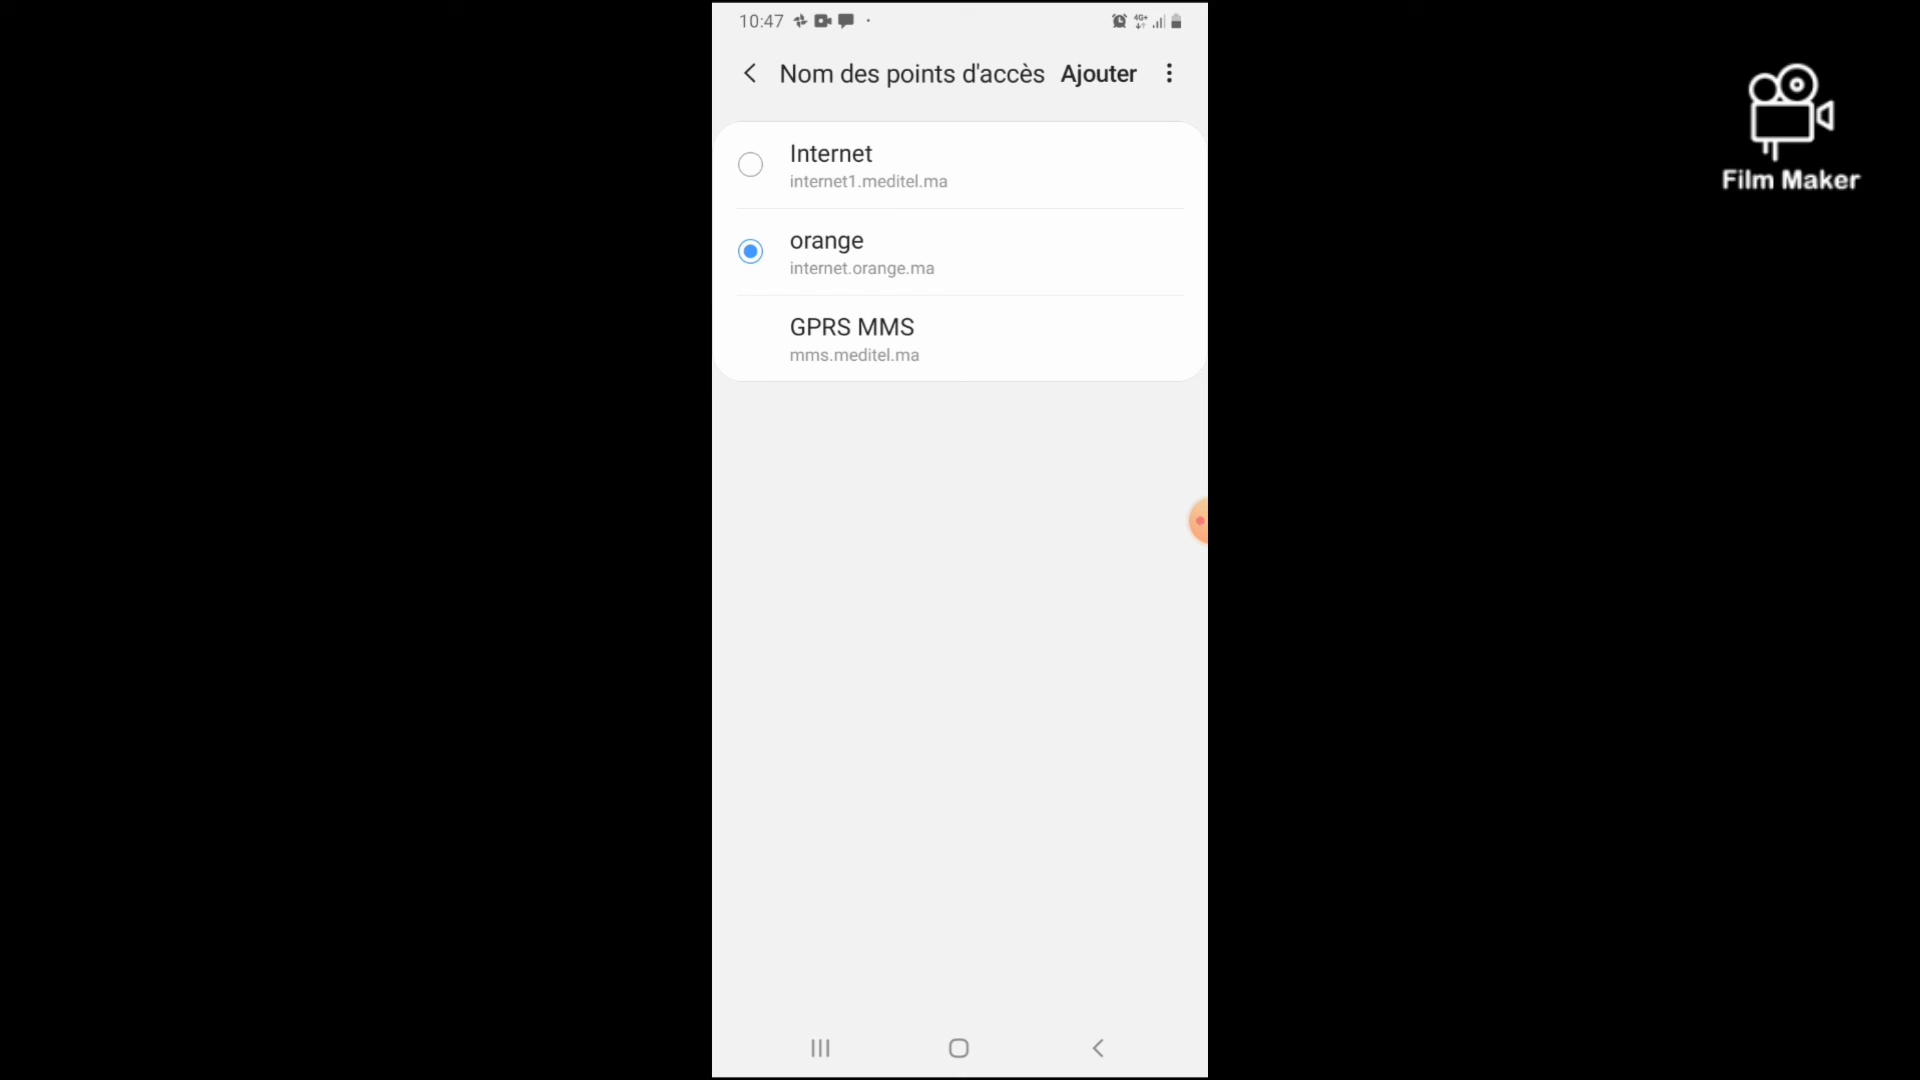 10:47
4G+
Nom des points d'accès Ajouter
Internet
internet1.meditel.ma
orange
internet.orange.ma
GPRS MMS
mms.meditel.ma
Film Maker